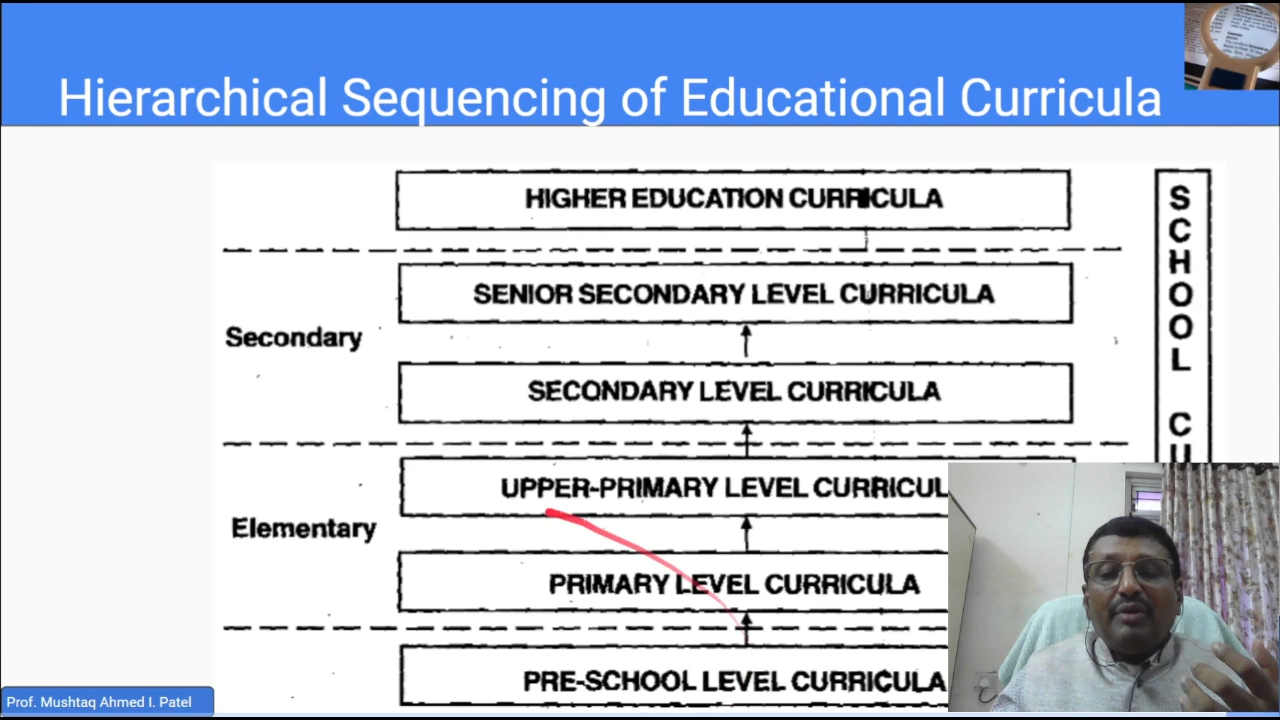 Hierarchical Sequencing of Educational Curricula
HIGHER EDUCATION CURRICULA
SENIOR SECONDARY LEVEL CURRICULA
Secondary
SECONDARY LEVEL CURRICULA
UPPER-PRIMARY LEVEL CURRICUL
Elementary
PRIMARY LEVEL CURRICULA
PRE-SCHOOL LEVEL CURRICULA
SCHOOL CU
Prof. Mushtaq Ahmed I. Patel